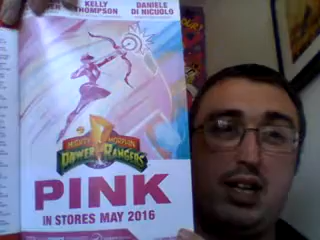 KELLY
THOMPSON
DANIELE
DI NICUOLO
MIGHTY MORPHIN
POWER RANGERS
PINK
IN STORES MAY 2016